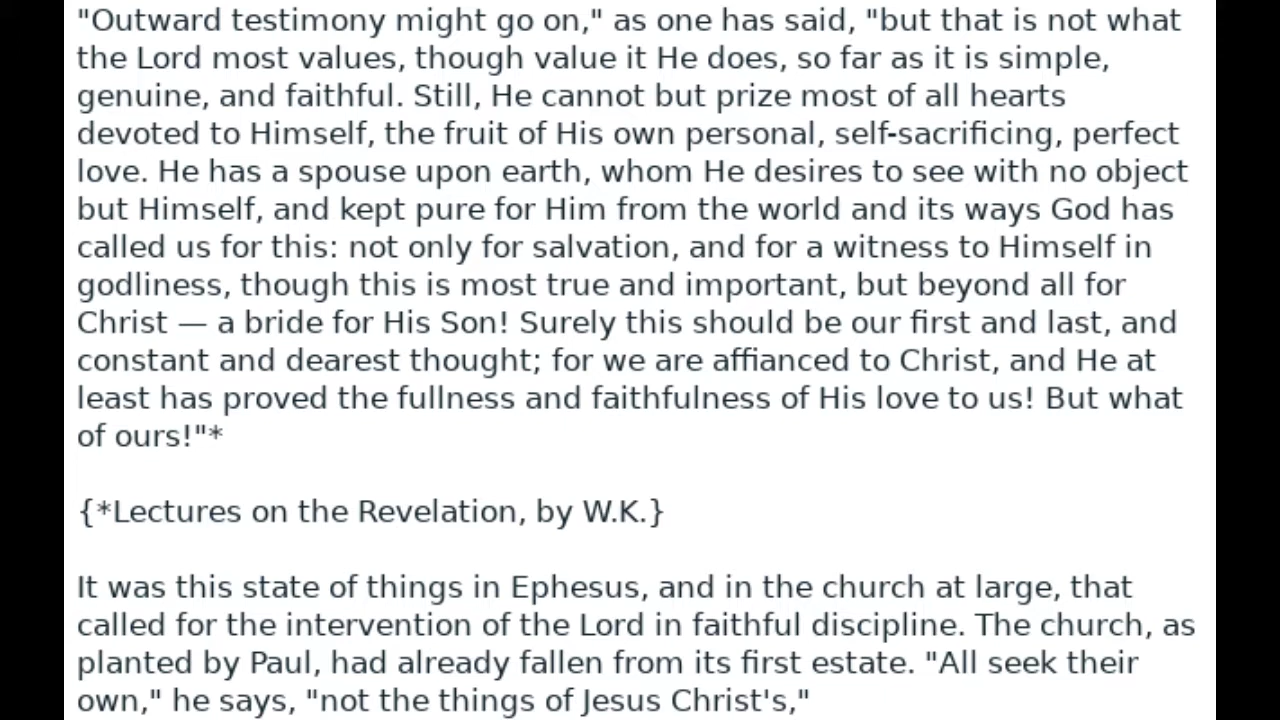 "Outward testimony might go on," as one has said, "but that is not what
the Lord most values, though value it He does, so far as it is simple,
genuine, and faithful. Still, He cannot but prize most of all hearts
devoted to Himself, the fruit of His own personal, self-sacrificing, perfect
love. He has a spouse upon earth, whom He desires to see with no object
but Himself, and kept pure for Him from the world and its ways God has
called us for this: not only for salvation, and for a witness to Himself in
godliness, though this is most true and important, but beyond all for
Christ — a bride for His Son! Surely this should be our first and last, and
constant and dearest thought; for we are affianced to Christ, and He at
least has proved the fullness and faithfulness of His love to us! But what
of ours!"*
{*Lectures on the Revelation, by W.K.}
It was this state of things in Ephesus, and in the church at large, that
called for the intervention of the Lord in faithful discipline. The church, as
planted by Paul, had already fallen from its first estate. "All seek their
own," he says, "not the things of Jesus Christ's,"